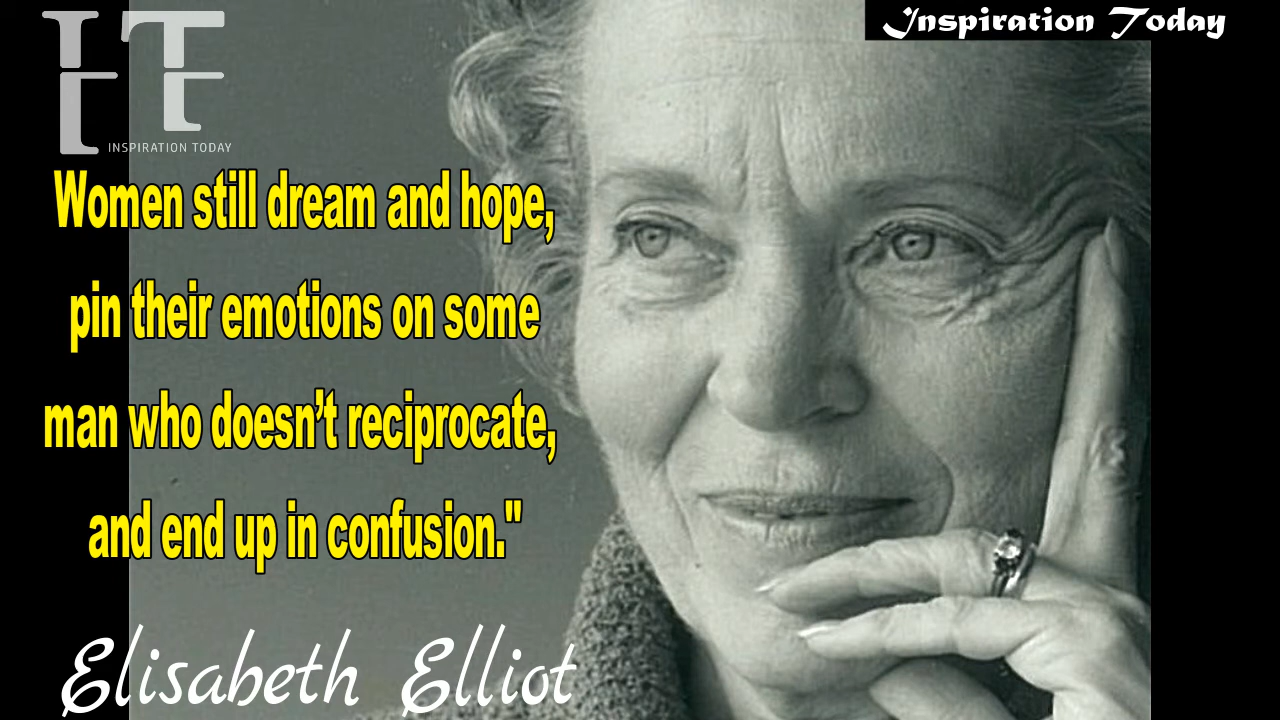 Inspiration Today
ITF
INSPIRATION TODAY
Women still dream and hope,
pin their emotions on some
man who doesn’t reciprocate,
and end up in confusion."
Elisabeth Elliot